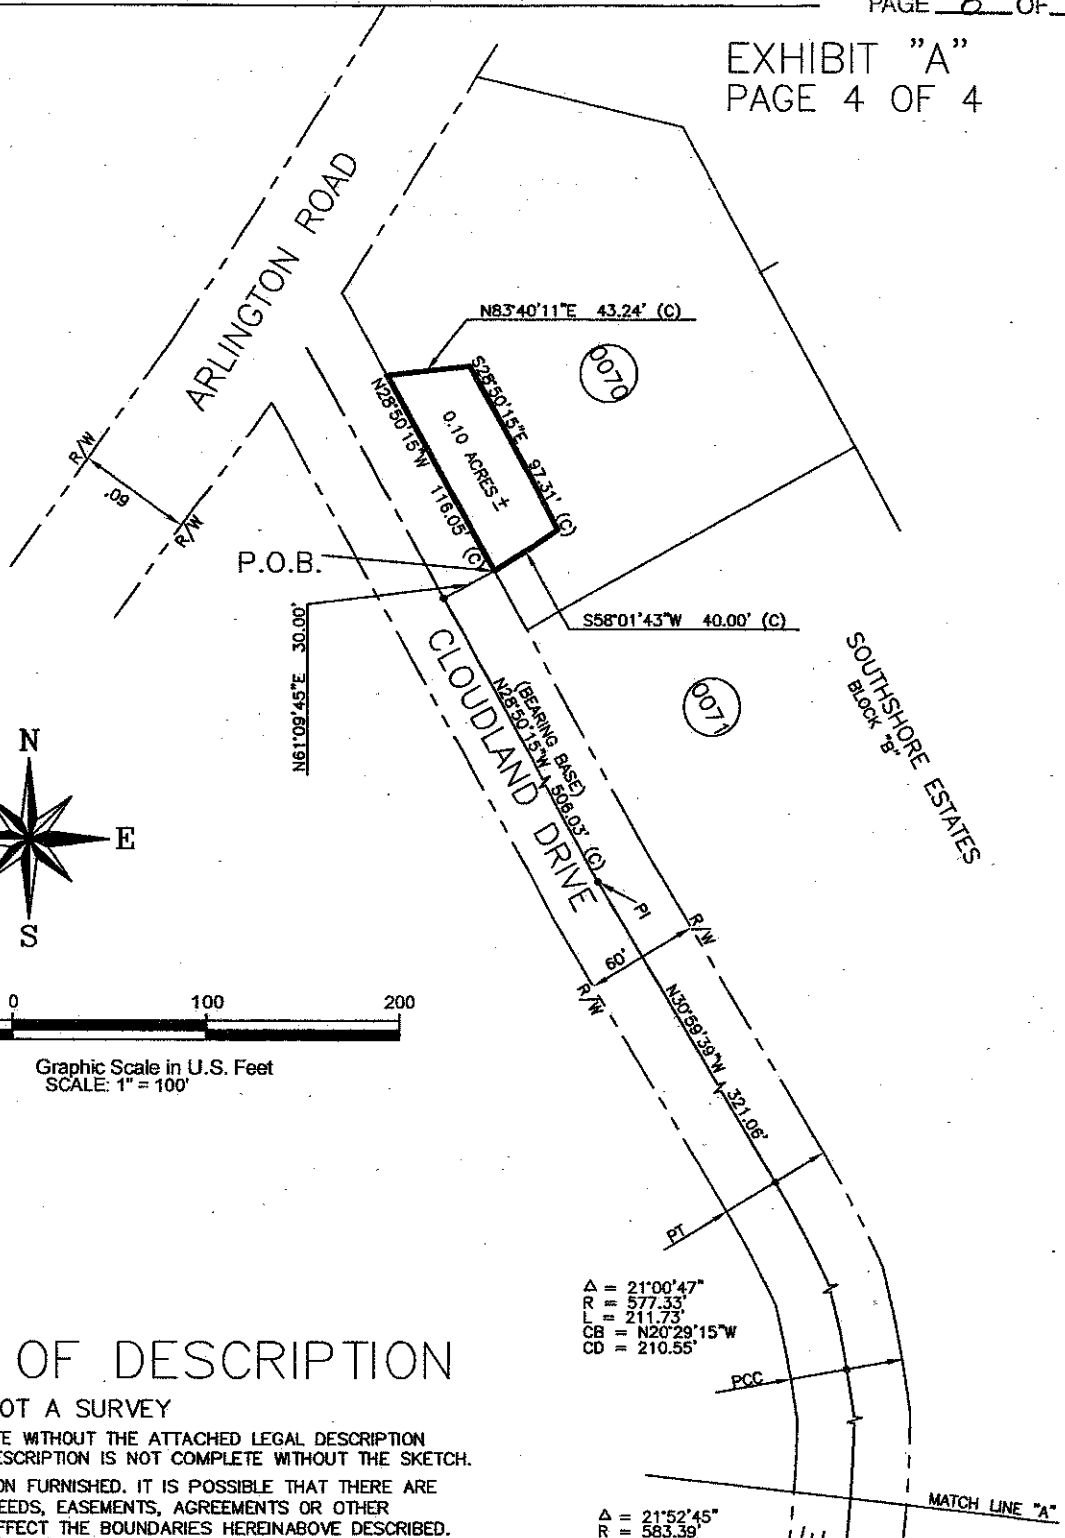 PAGE 6 OF
EXHIBIT "A"
PAGE 4 OF 4
ARLINGTON ROAD
N83°40'11"E 43.24' (C)
0070
S28°50'15"E 97.31' (C)
N28°50'15"W 116.05' (C)
0.10 ACRES ±
R/W
60'
R/W
P.O.B.
N61°09'45"E 30.00'
S58°01'43"W 40.00' (C)
CLOUDLAND DRIVE
(BEARING BASE)
N28°50'15"W 506.03' (C)
0071
SOUTHSHORE ESTATES
BLOCK "B"
N
E
S
PI
R/W
60'
R/W
N30°59'39"W 321.06'
0 100 200
Graphic Scale in U.S. Feet
SCALE: 1" = 100'
PT
Δ = 21°00'47"
R = 577.33'
L = 211.73'
CB = N20°29'15"W
CD = 210.55'
PCC
OF DESCRIPTION
OT A SURVEY
E WITHOUT THE ATTACHED LEGAL DESCRIPTION
ESCRIPTION IS NOT COMPLETE WITHOUT THE SKETCH.
ON FURNISHED. IT IS POSSIBLE THAT THERE ARE
EEDS, EASEMENTS, AGREEMENTS OR OTHER
FFECT THE BOUNDARIES HEREINABOVE DESCRIBED.
MATCH LINE "A"
Δ = 21°52'45"
R = 583.39'